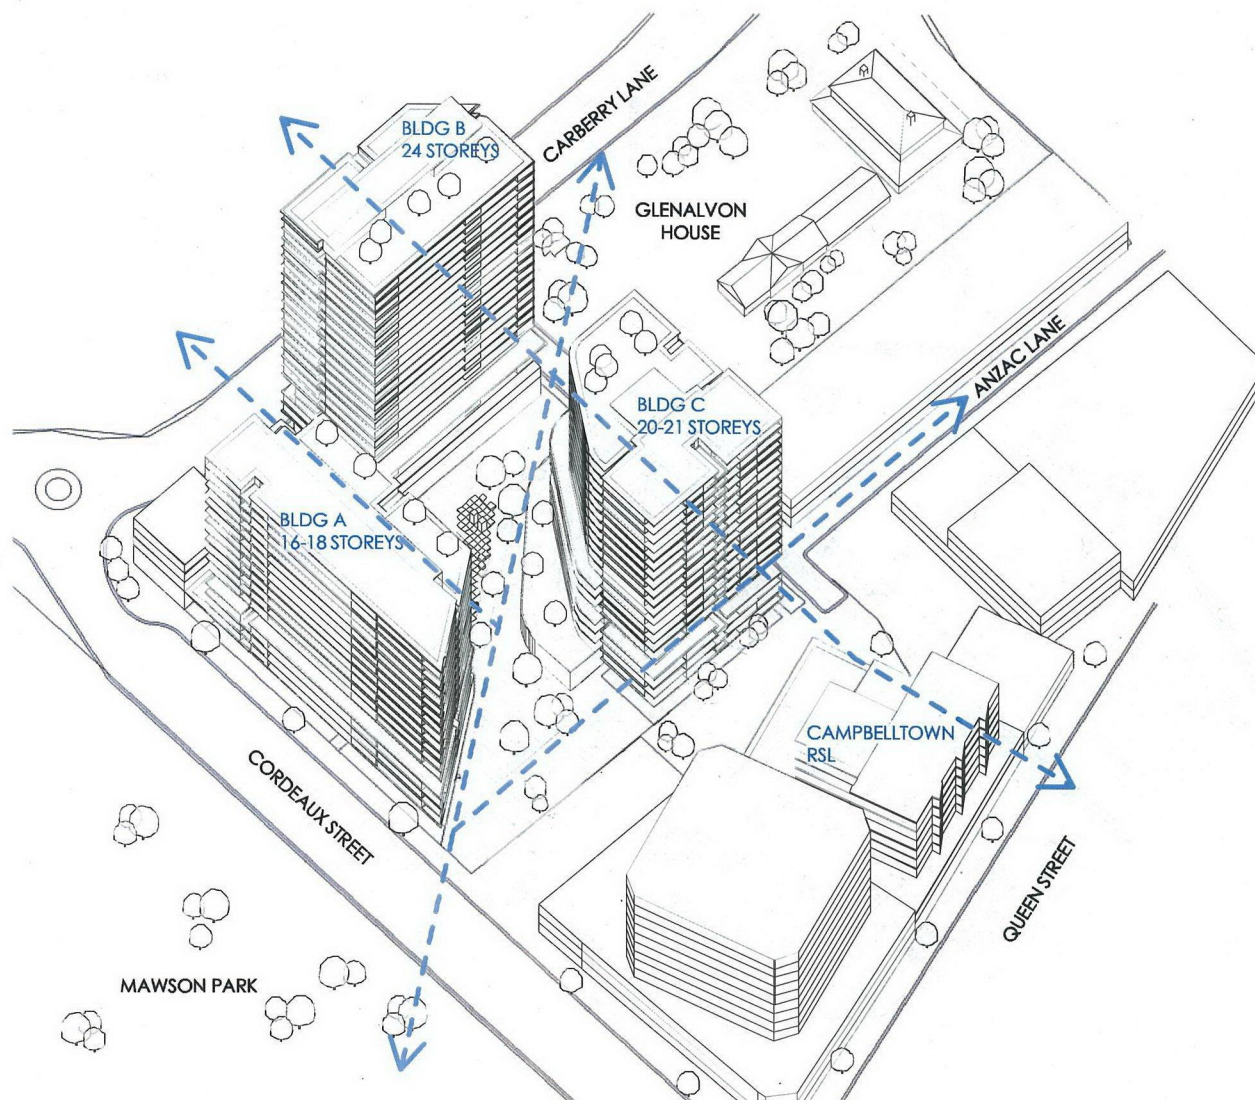 BLDG B
24 STOREYS
CARBERRY LANE
GLENALVON
HOUSE
ANZAC LANE
BLDG C
20-21 STOREYS
BLDG A
16-18 STOREYS
CAMPBELLTOWN
RSL
CORDEAUX STREET
QUEEN STREET
MAWSON PARK